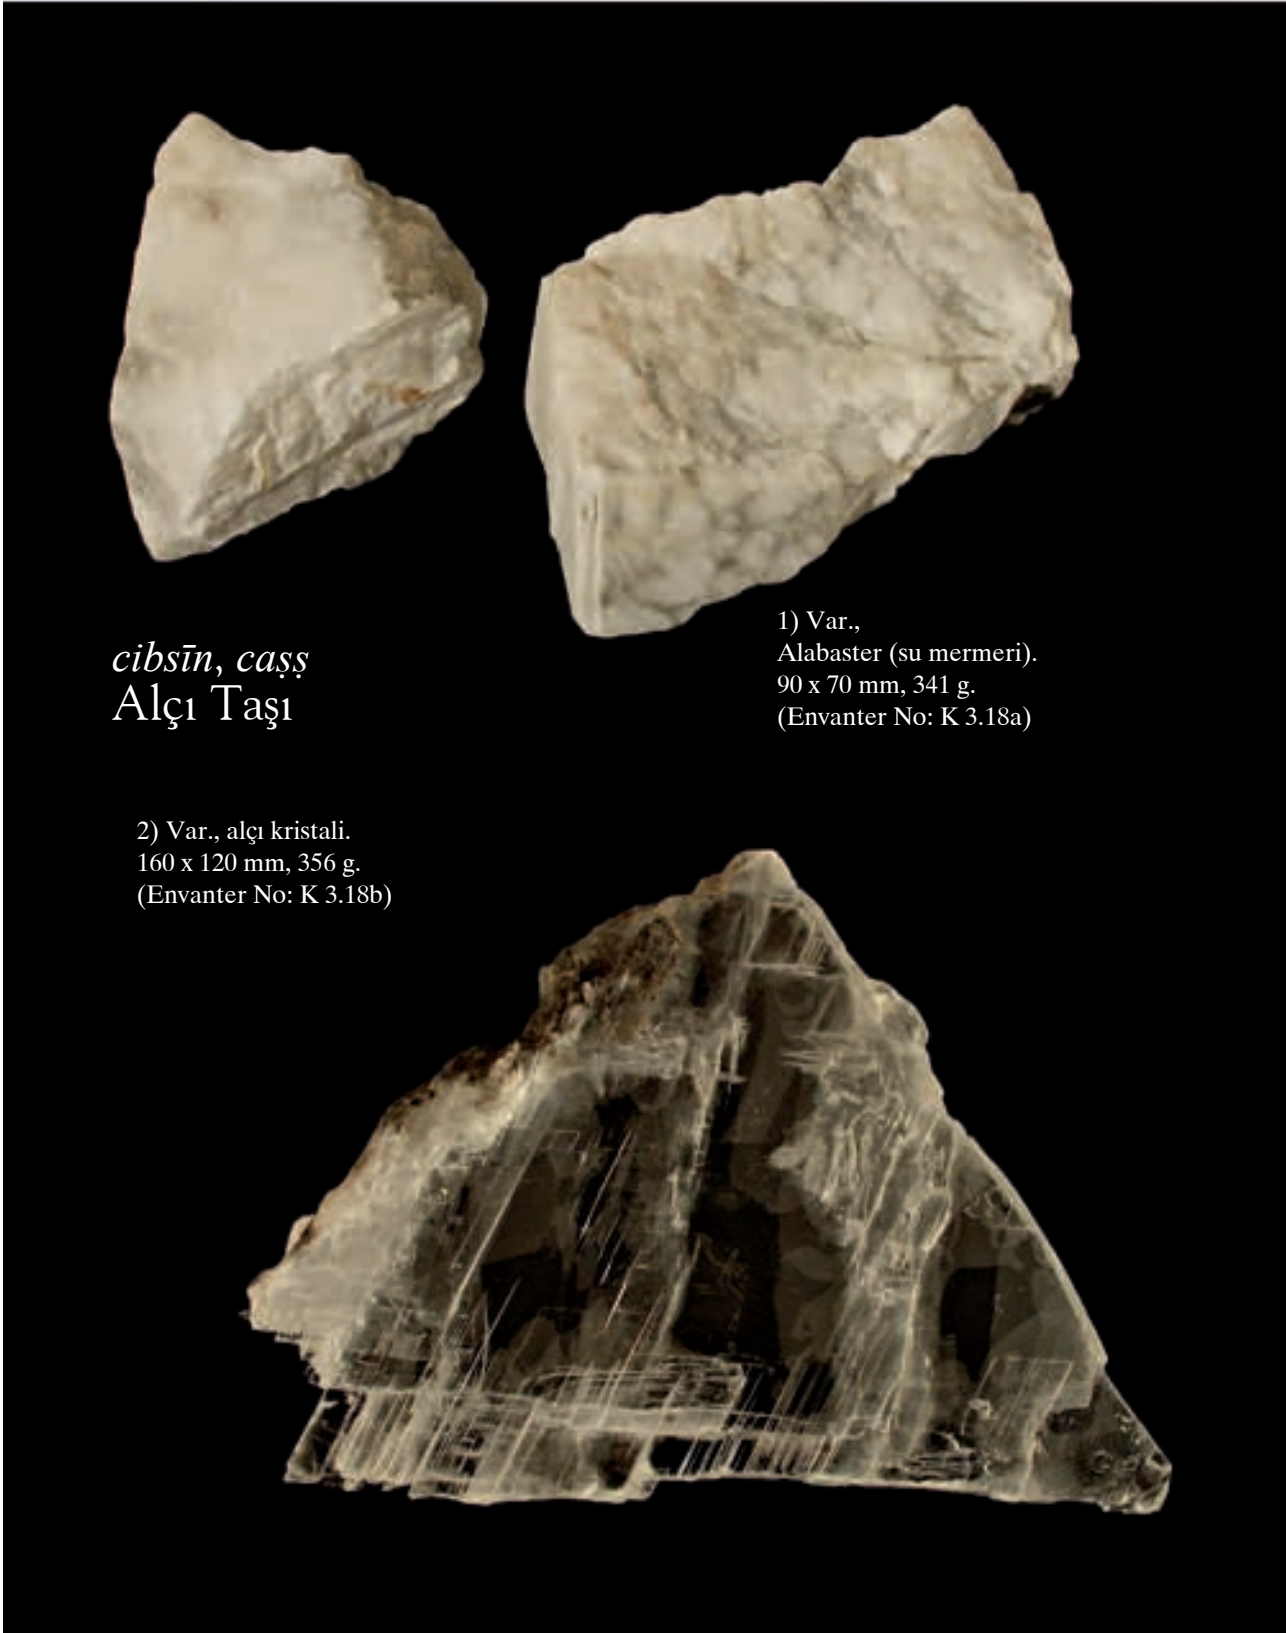 cibsīn, caṣṣ
Alçı Taşı
1) Var.,
Alabaster (su mermeri).
90 x 70 mm, 341 g.
(Envanter No: K 3.18a)
2) Var., alçı kristali.
160 x 120 mm, 356 g.
(Envanter No: K 3.18b)